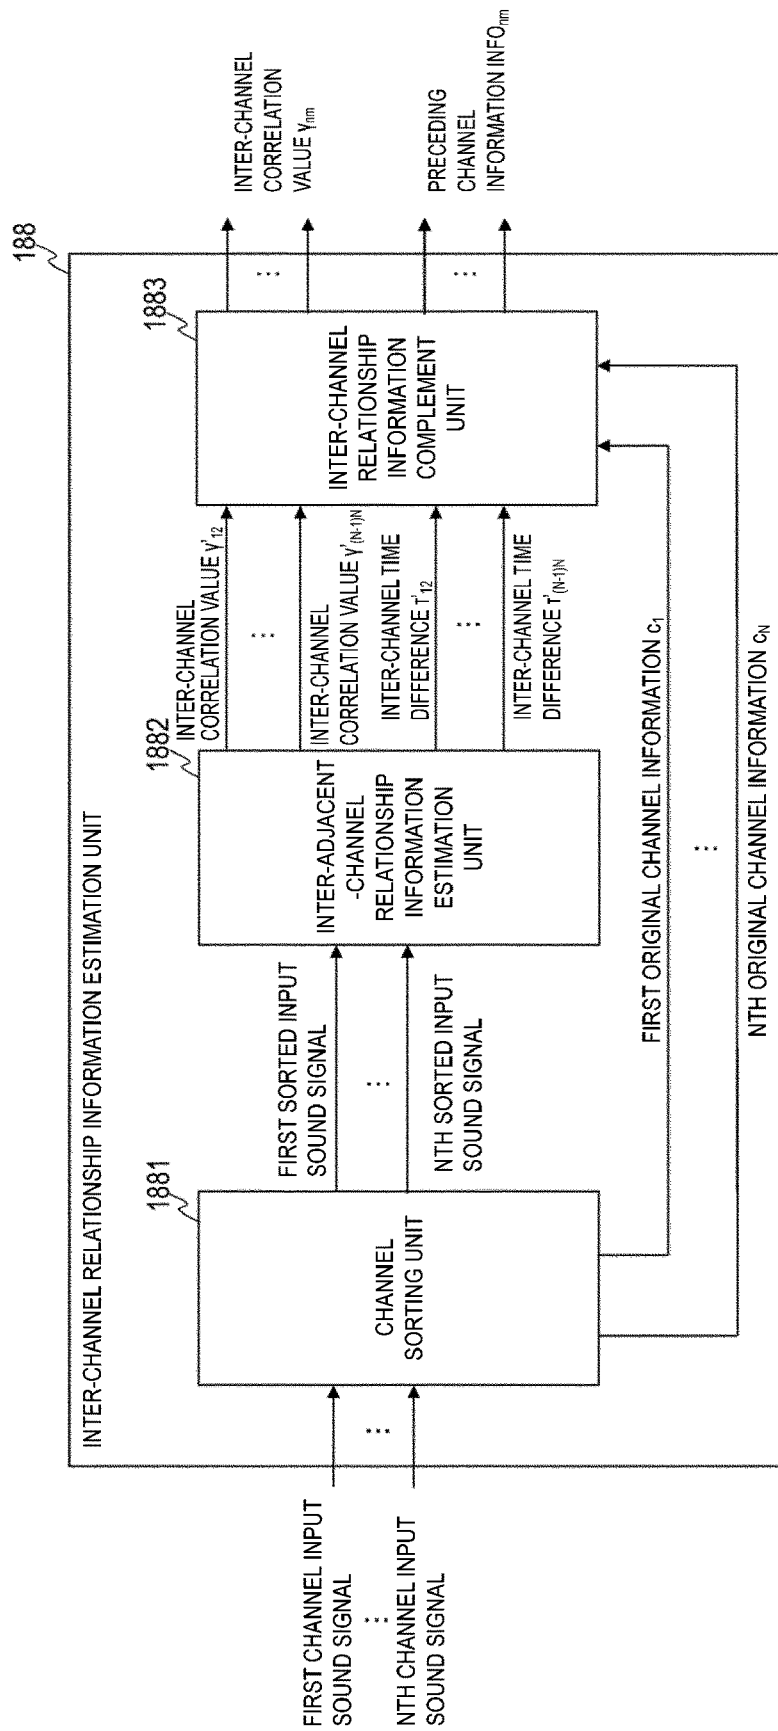 188
INTER-CHANNEL RELATIONSHIP INFORMATION ESTIMATION UNIT
FIRST CHANNEL INPUT
SOUND SIGNAL
⋮
NTH CHANNEL INPUT
SOUND SIGNAL
⋮
1881
CHANNEL
SORTING UNIT
FIRST SORTED INPUT
SOUND SIGNAL
⋮
NTH SORTED INPUT
SOUND SIGNAL
1882
INTER-ADJACENT
-CHANNEL
RELATIONSHIP
INFORMATION
ESTIMATION
UNIT
INTER-CHANNEL
CORRELATION VALUE γ'12
⋮
INTER-CHANNEL
CORRELATION VALUE γ'(N-1)N
INTER-CHANNEL TIME
DIFFERENCE τ'12
⋮
INTER-CHANNEL TIME
DIFFERENCE τ'(N-1)N
1883
INTER-CHANNEL
RELATIONSHIP
INFORMATION
COMPLEMENT
UNIT
⋮
INTER-CHANNEL
CORRELATION
VALUE γnm
⋮
PRECEDING
CHANNEL
INFORMATION INFOnm
FIRST ORIGINAL CHANNEL INFORMATION c1
⋮
NTH ORIGINAL CHANNEL INFORMATION cN